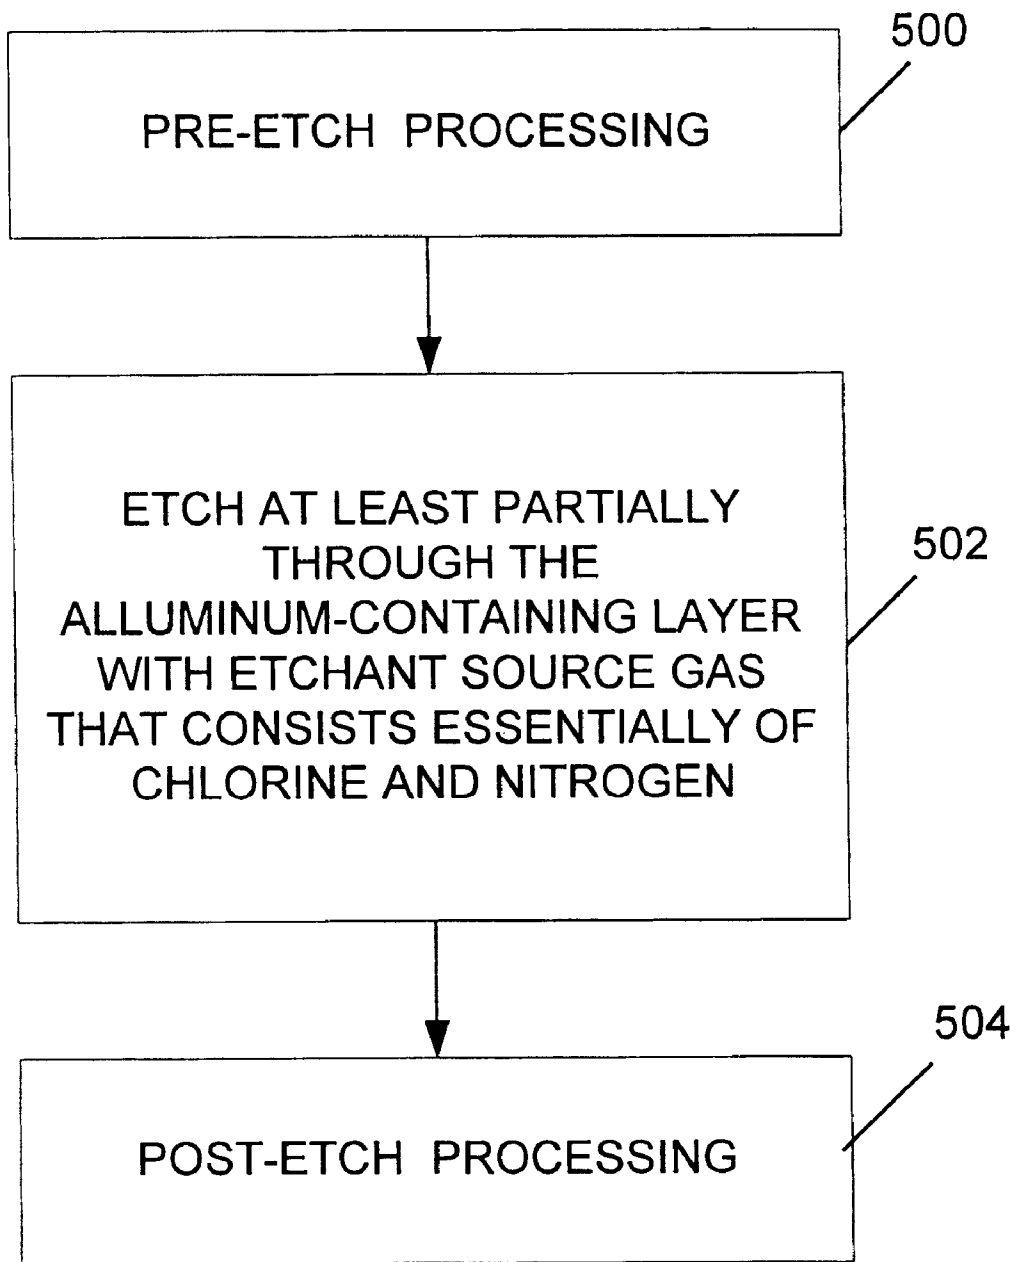 500
PRE-ETCH PROCESSING
ETCH AT LEAST PARTIALLY
THROUGH THE
ALLUMINUM-CONTAINING LAYER
WITH ETCHANT SOURCE GAS
THAT CONSISTS ESSENTIALLY OF
CHLORINE AND NITROGEN
502
504
POST-ETCH PROCESSING